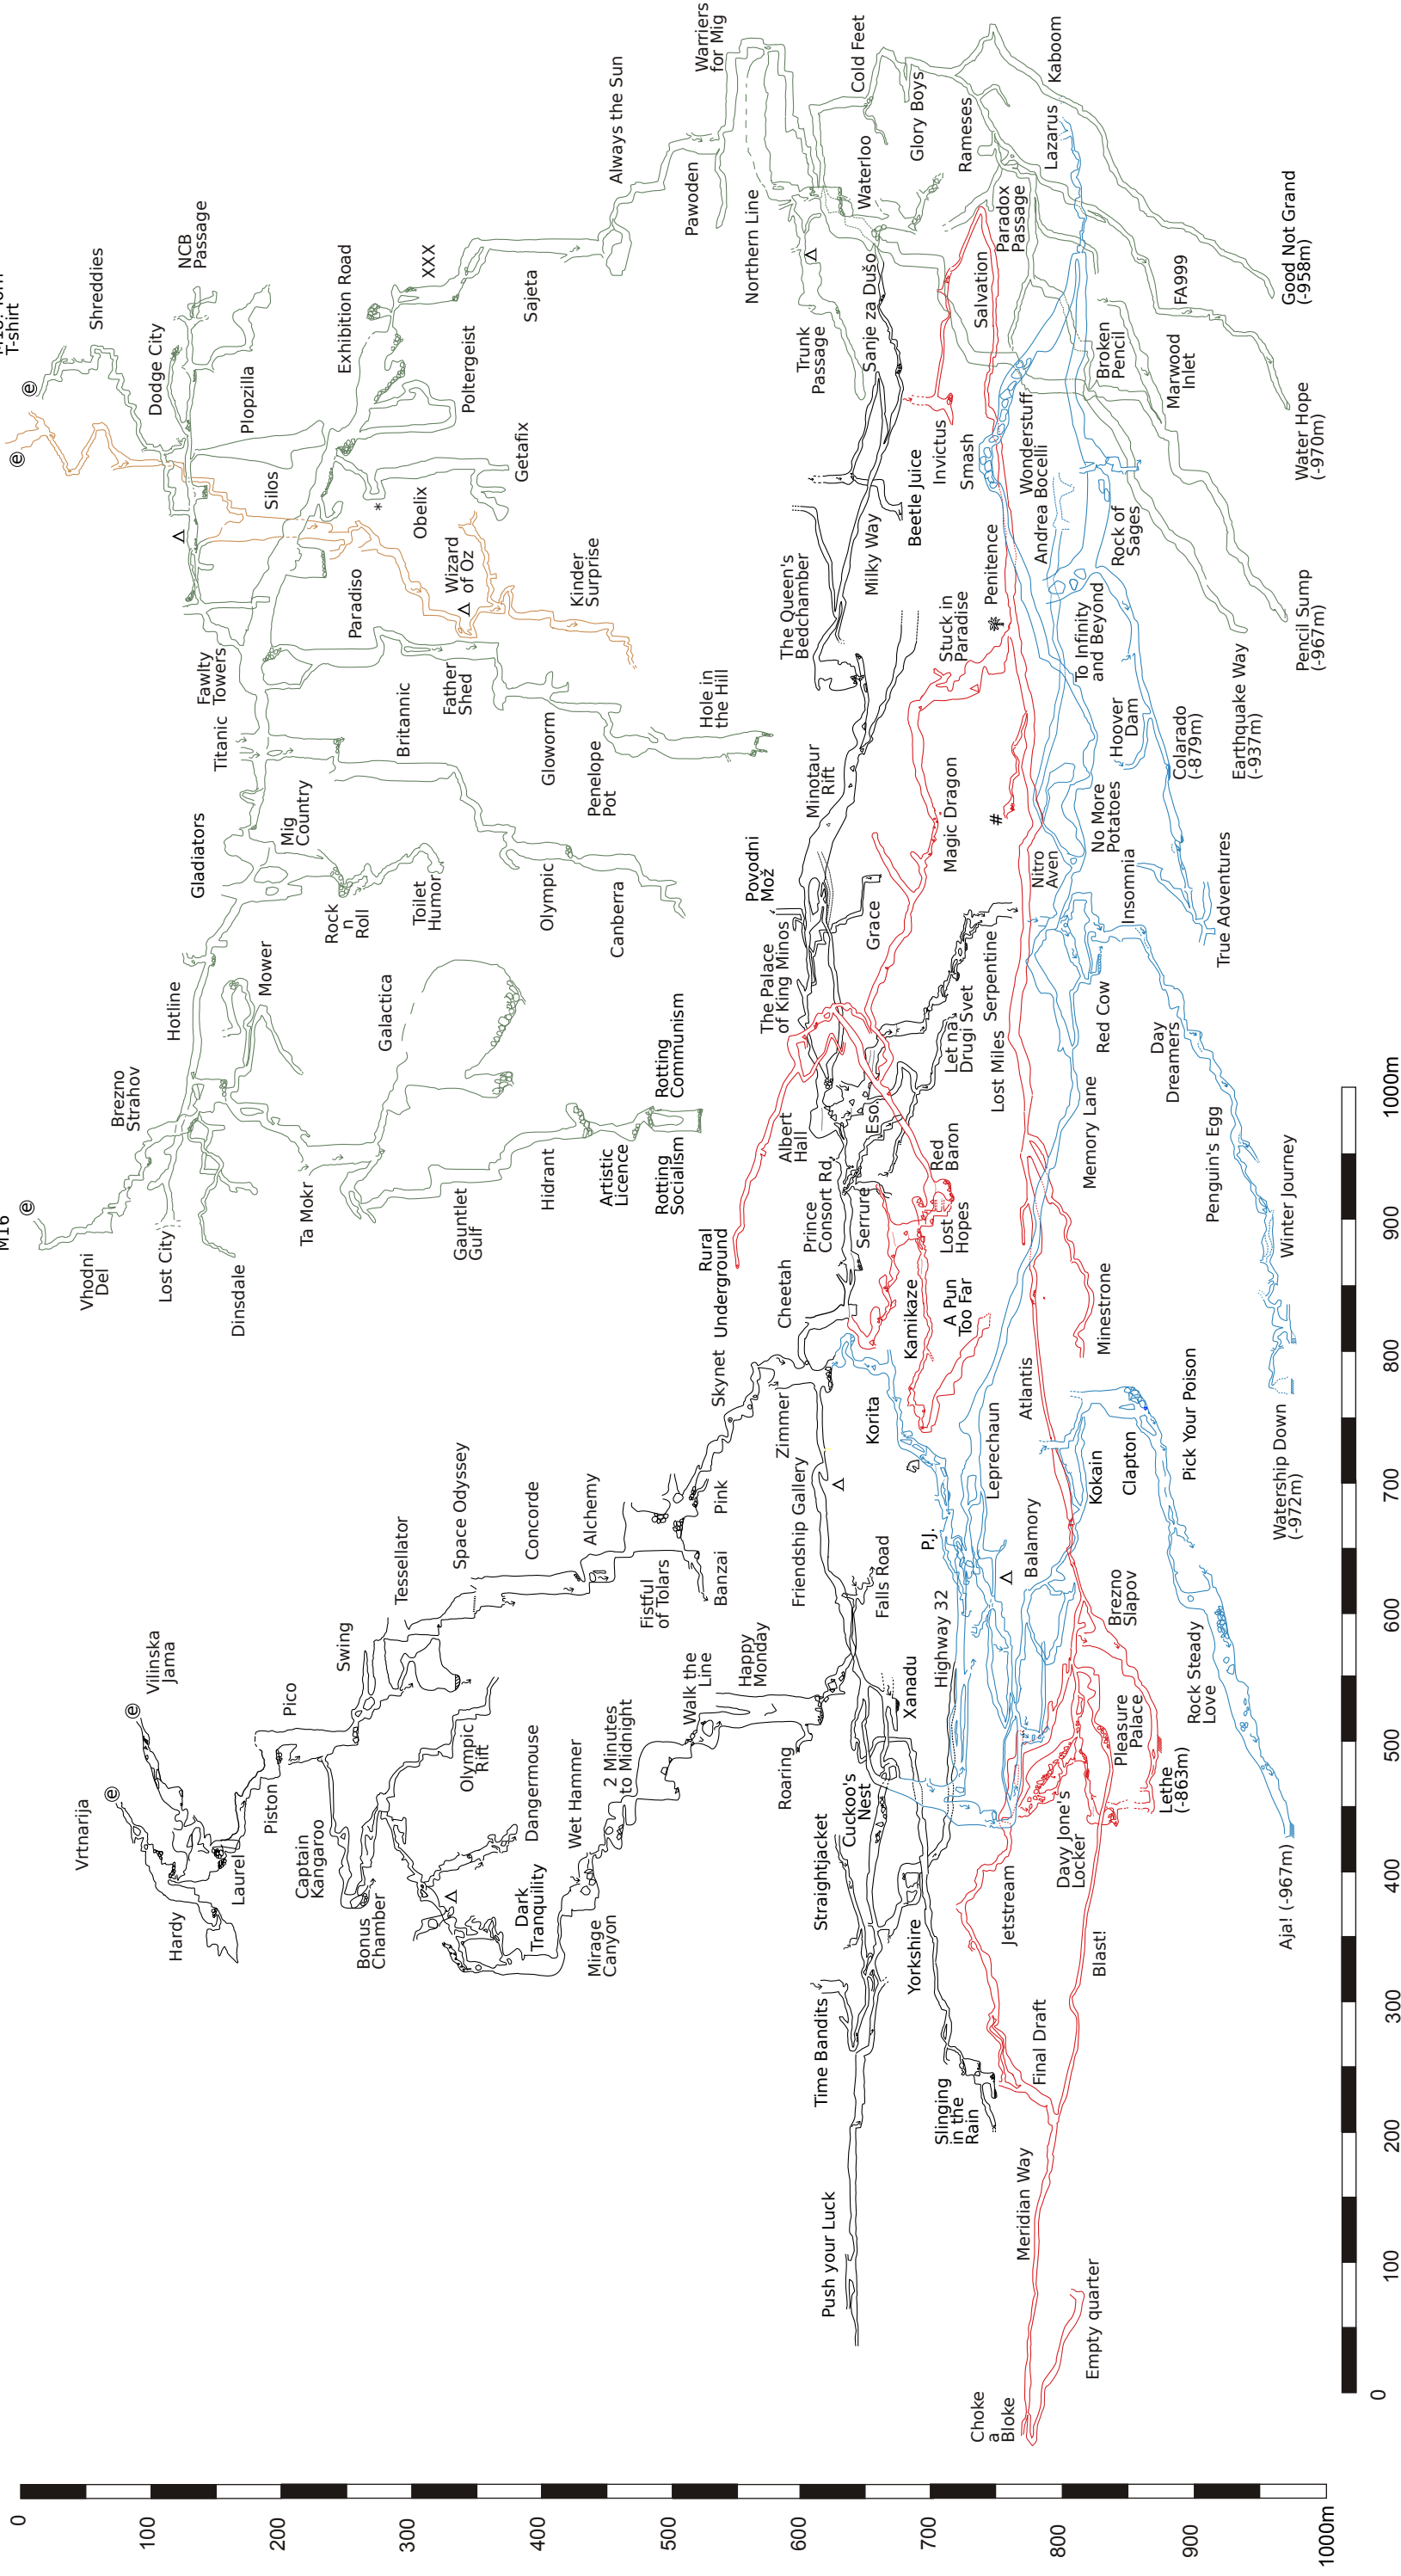 M16
M18: 10m
T-shirt
e
e
e
e
e
Vrtnarija
Vilinska
Jama
Hardy
Laurel
Piston
Pico
Captain
Kangaroo
Swing
Tessellator
Bonus
Chamber
Olympic
Rift
Space Odyssey
Dangermouse
Dark
Tranquility
Concorde
Wet Hammer
Alchemy
Mirage
Canyon
2 Minutes
to Midnight
Fistful
of Tolars
Walk the
Line
Banzai
Pink
Skynet
Happy
Monday
Roaring
Zimmer
Cheetah
Friendship Gallery
Vhodni
Del
Brezno
Strahov
Lost City
Hotline
Dinsdale
Mower
Ta Mokr
Galactica
Gauntlet
Gulf
Hidrant
Artistic
Licence
Rotting
Socialism
Rotting
Communism
Gladiators
Titanic
Fawlty
Towers
Mig
Country
Rock
n
Roll
Toilet
Humor
Britannic
Olympic
Canberra
Father
Shed
Gloworm
Penelope
Pot
Hole in
the Hill
Shreddies
NCB
Passage
Dodge City
Plopzilla
Silos
Exhibition Road
XXX
Paradiso
*
Obelix
Wizard
of Oz
Poltergeist
Getafix
Kinder
Surprise
Sajeta
Always the Sun
Pawoden
Warriers
for Mig
Northern Line
Cold Feet
Glory Boys
Waterloo
Rameses
Trunk
Passage
Sanje za Dušo
Paradox
Passage
Lazarus
Kaboom
Salvation
Invictus
Smash
Beetle Juice
Milky Way
The Queen's
Bedchamber
Wonderstuff
Andrea Bocelli
Broken
Pencil
Marwood
Inlet
FA999
Good Not Grand
(-958m)
Water Hope
(-970m)
Rock of
Sages
Penitence
Stuck in
Paradise
To Infinity
and Beyond
Hoover
Dam
Colarado
(-879m)
Earthquake Way
(-937m)
Pencil Sump
(-967m)
Minotaur
Rift
Povodni
Mož
The Palace
of King Minos
Grace
Magic Dragon
#
Nitro
Aven
No More
Potatoes
Insomnia
True Adventures
Rural
Underground
Albert
Hall
Prince
Consort Rd.
Eso.
Serrure
Let na
Drugi Svet
Serpentine
Lost Miles
Red
Baron
Lost
Hopes
Kamikaze
A Pun
Too Far
Red Cow
Memory Lane
Day
Dreamers
Penguin's Egg
Winter Journey
Minestrone
Korita
P.J.
Leprechaun
Atlantis
Balamory
Kokain
Clapton
Pick Your Poison
Watership Down
(-972m)
Falls Road
Xanadu
Highway 32
Brezno
Slapov
Pleasure
Palace
Rock Steady
Love
Lethe
(-863m)
Davy Jone's
Locker
Aja! (-967m)
Straightjacket
Cuckoo's
Nest
Yorkshire
Jetstream
Blast!
Time Bandits
Final Draft
Slinging
in the
Rain
Push your Luck
Meridian Way
Empty quarter
Choke
a
Bloke
0
100
200
300
400
500
600
700
800
900
1000m
0
100
200
300
400
500
600
700
800
900
1000m